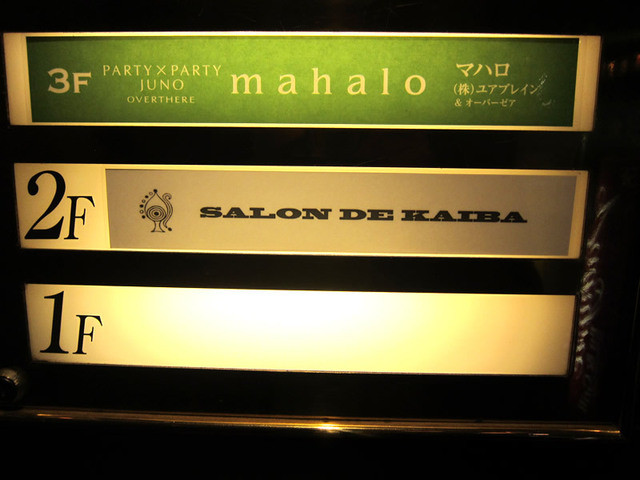 3F
PARTY×PARTY
JUNO
OVERTHERE
mahalo
マハロ
(株)ユアブレイン
& オーバーゼア
2F
SALON DE KAIBA
1F